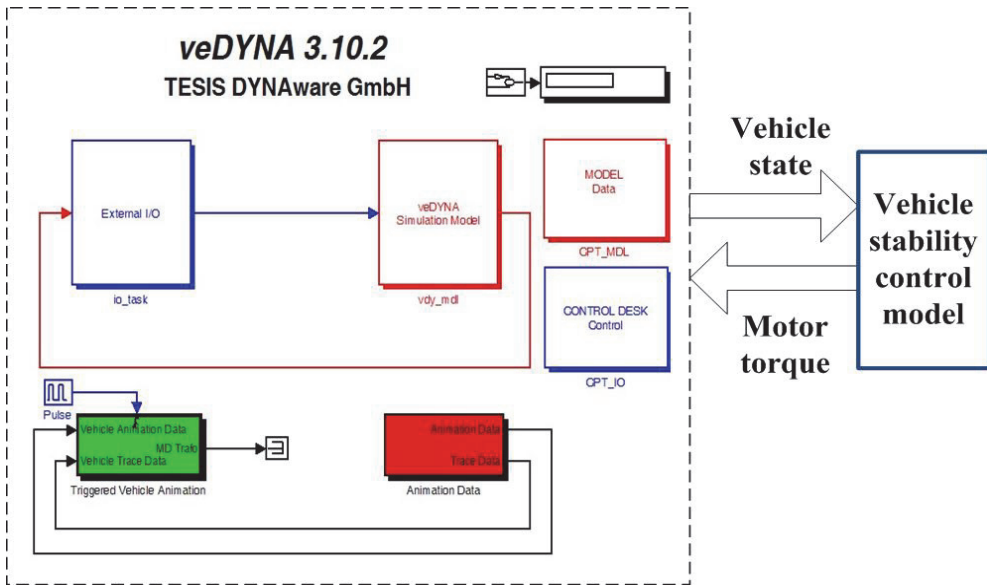 veDYNA 3.10.2
TESIS DYNAware GmbH
External I/O
io_task
veDYNA
Simulation Model
vdy_mdl
MODEL
Data
CPT_MDL
CONTROL DESK
Control
CPT_IO
Vehicle
state
Motor
torque
Vehicle
stability
control
model
Pulse
Vehicle Animation Data
MD Trafo
Vehicle Trace Data
Triggered Vehicle Animation
Animation Data
Trace Data
Animation Data